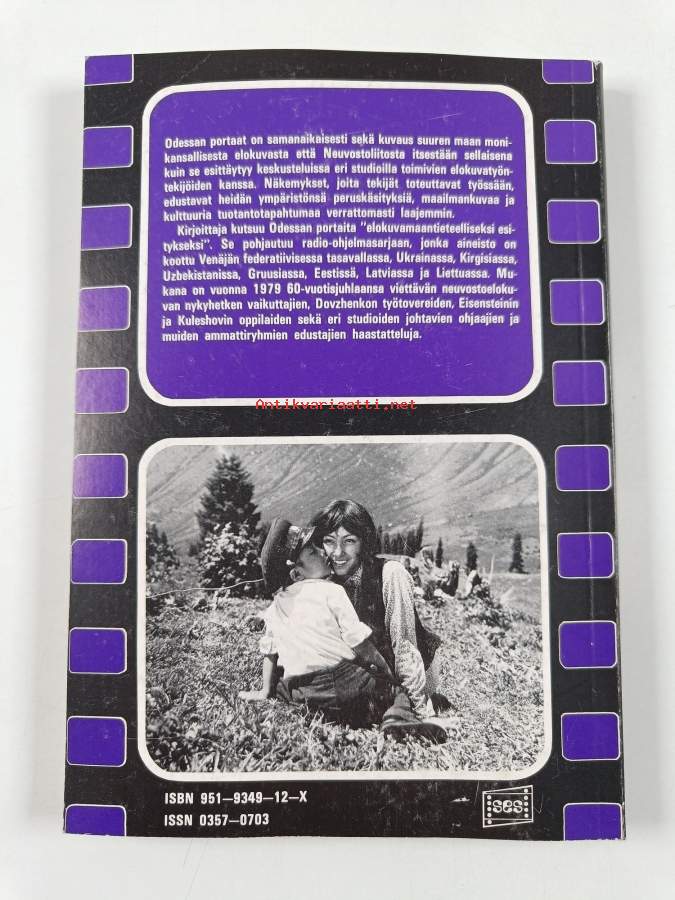 Odessan portaat on samanaikaisesti sekä kuvaus suuren maan moni-
kansallisesta elokuvasta että Neuvostoliitosta itsestään sellaisena
kuin se esittäytyy keskusteluissa eri studioilla toimivien elokuvatyön-
tekijöiden kanssa. Näkemykset, joita tekijät toteuttavat työssään,
edustavat heidän ympäristönsä peruskäsityksiä, maailmankuvaa ja
kulttuuria tuotantotapahtumaa verrattomasti laajemmin.
Kirjoittaja kutsuu Odessan portaita "elokuvamaantieteelliseksi esi-
tykseksi". Se pohjautuu radio-ohjelmasarjaan, jonka aineisto on
koottu Venäjän federatiivisessa tasavallassa, Ukrainassa, Kirgisiassa,
Uzbekistanissa, Gruusiassa, Eestissä, Latviassa ja Liettuassa. Mu-
kana on vuonna 1979 60-vuotisjuhlaansa viettävän neuvostoeloku-
van nykyhetken vaikuttajien, Dovzhenkon työtovereiden, Eisensteinin
ja Kuleshovin oppilaiden sekä eri studioiden johtavien ohjaajien ja
muiden ammattiryhmien edustajien haastatteluja.
Antikvariaatti.net
ISBN 951—9349—12—X
ISSN 0357—0703
ses